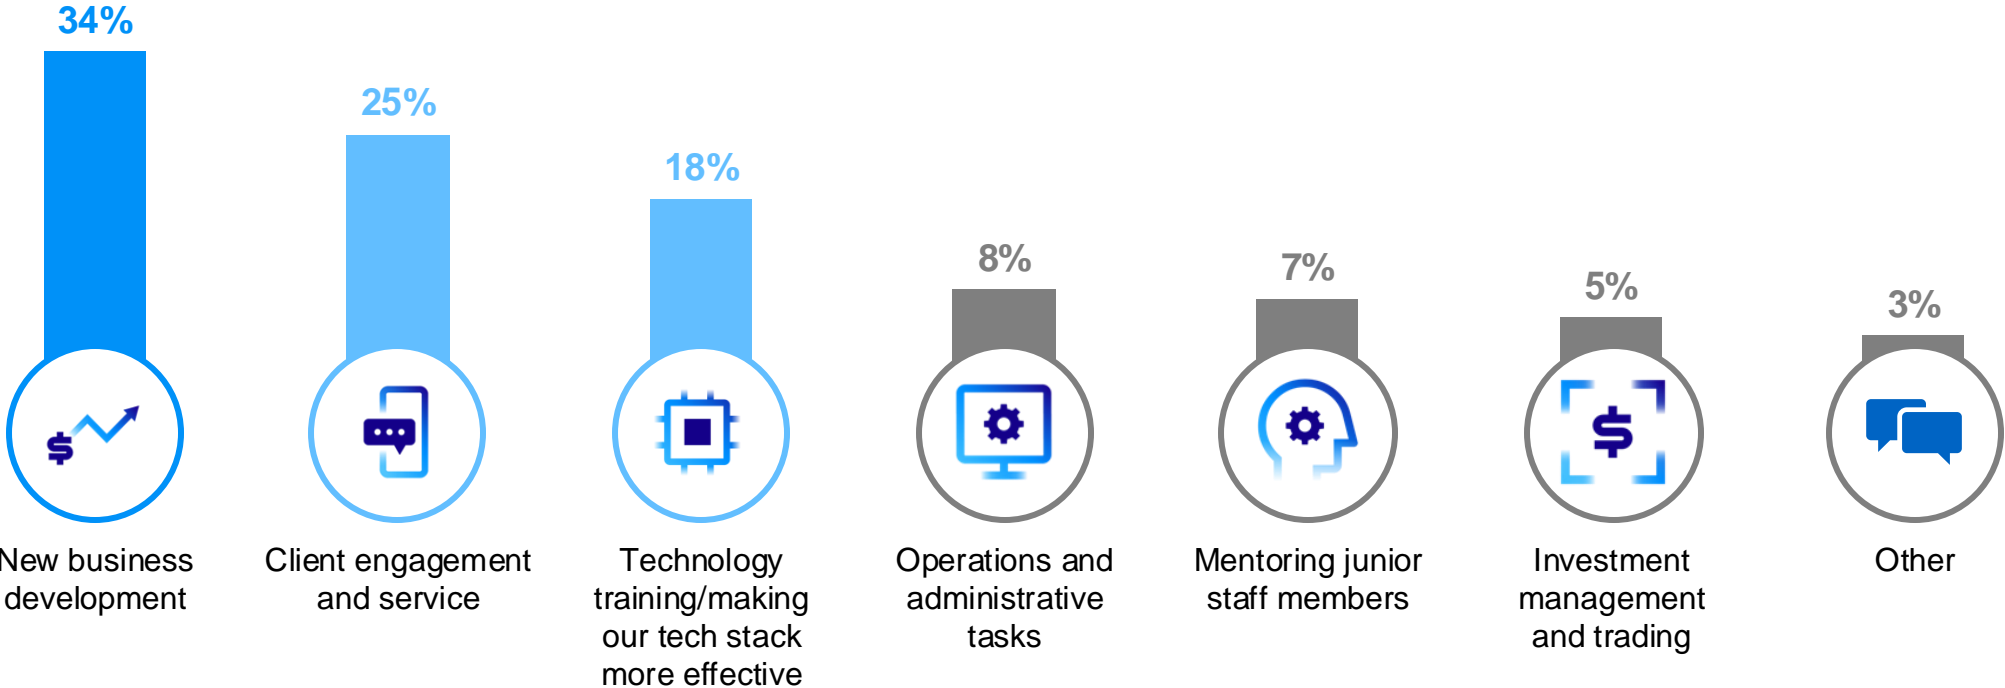 34%
25%
18%
8%
7%
5%
3%
New business
development
Client engagement
and service
Technology
training/making
our tech stack
more effective
Operations and
administrative
tasks
Mentoring junior
staff members
Investment
management
and trading
Other